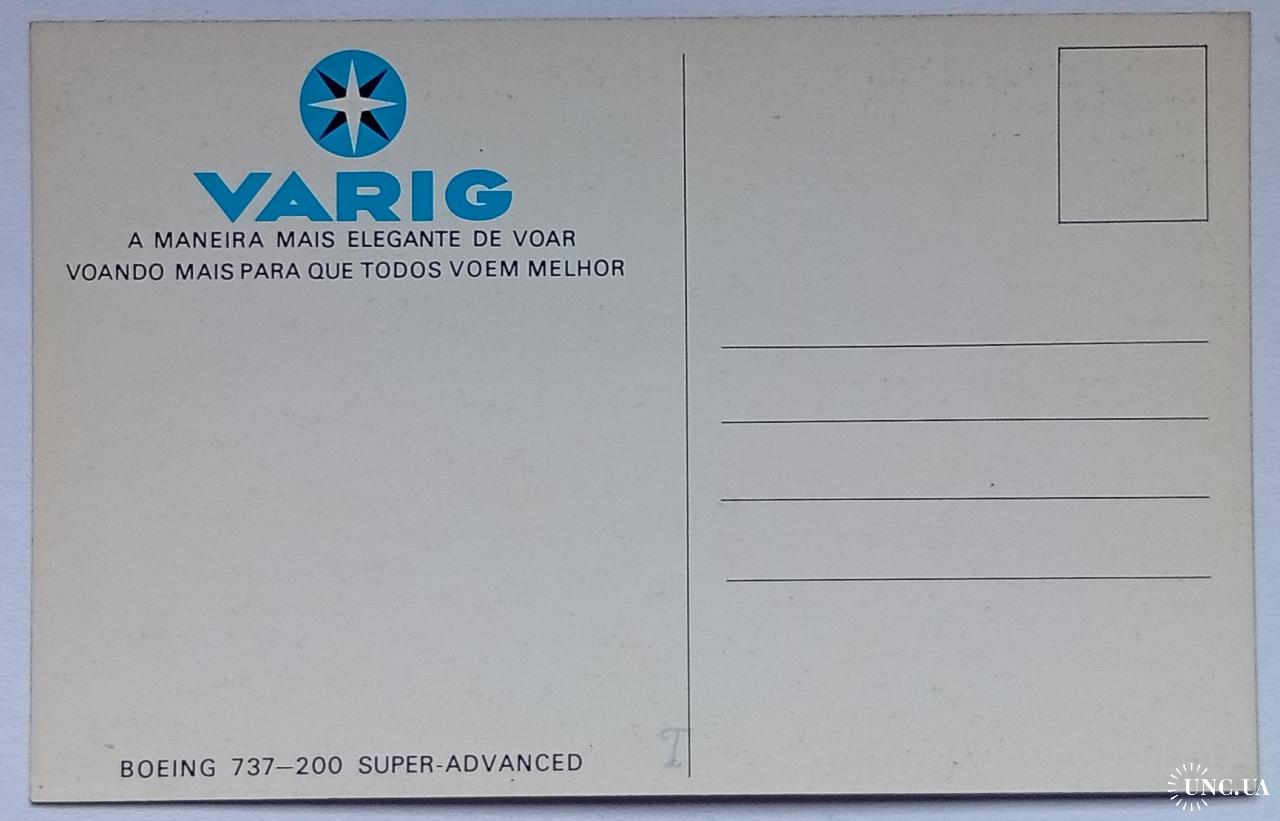 VARIG
A MANEIRA MAIS ELEGANTE DE VOAR
VOANDO MAIS PARA QUE TODOS VOEM MELHOR
BOEING 737—200 SUPER-ADVANCED
T
UNC.UA